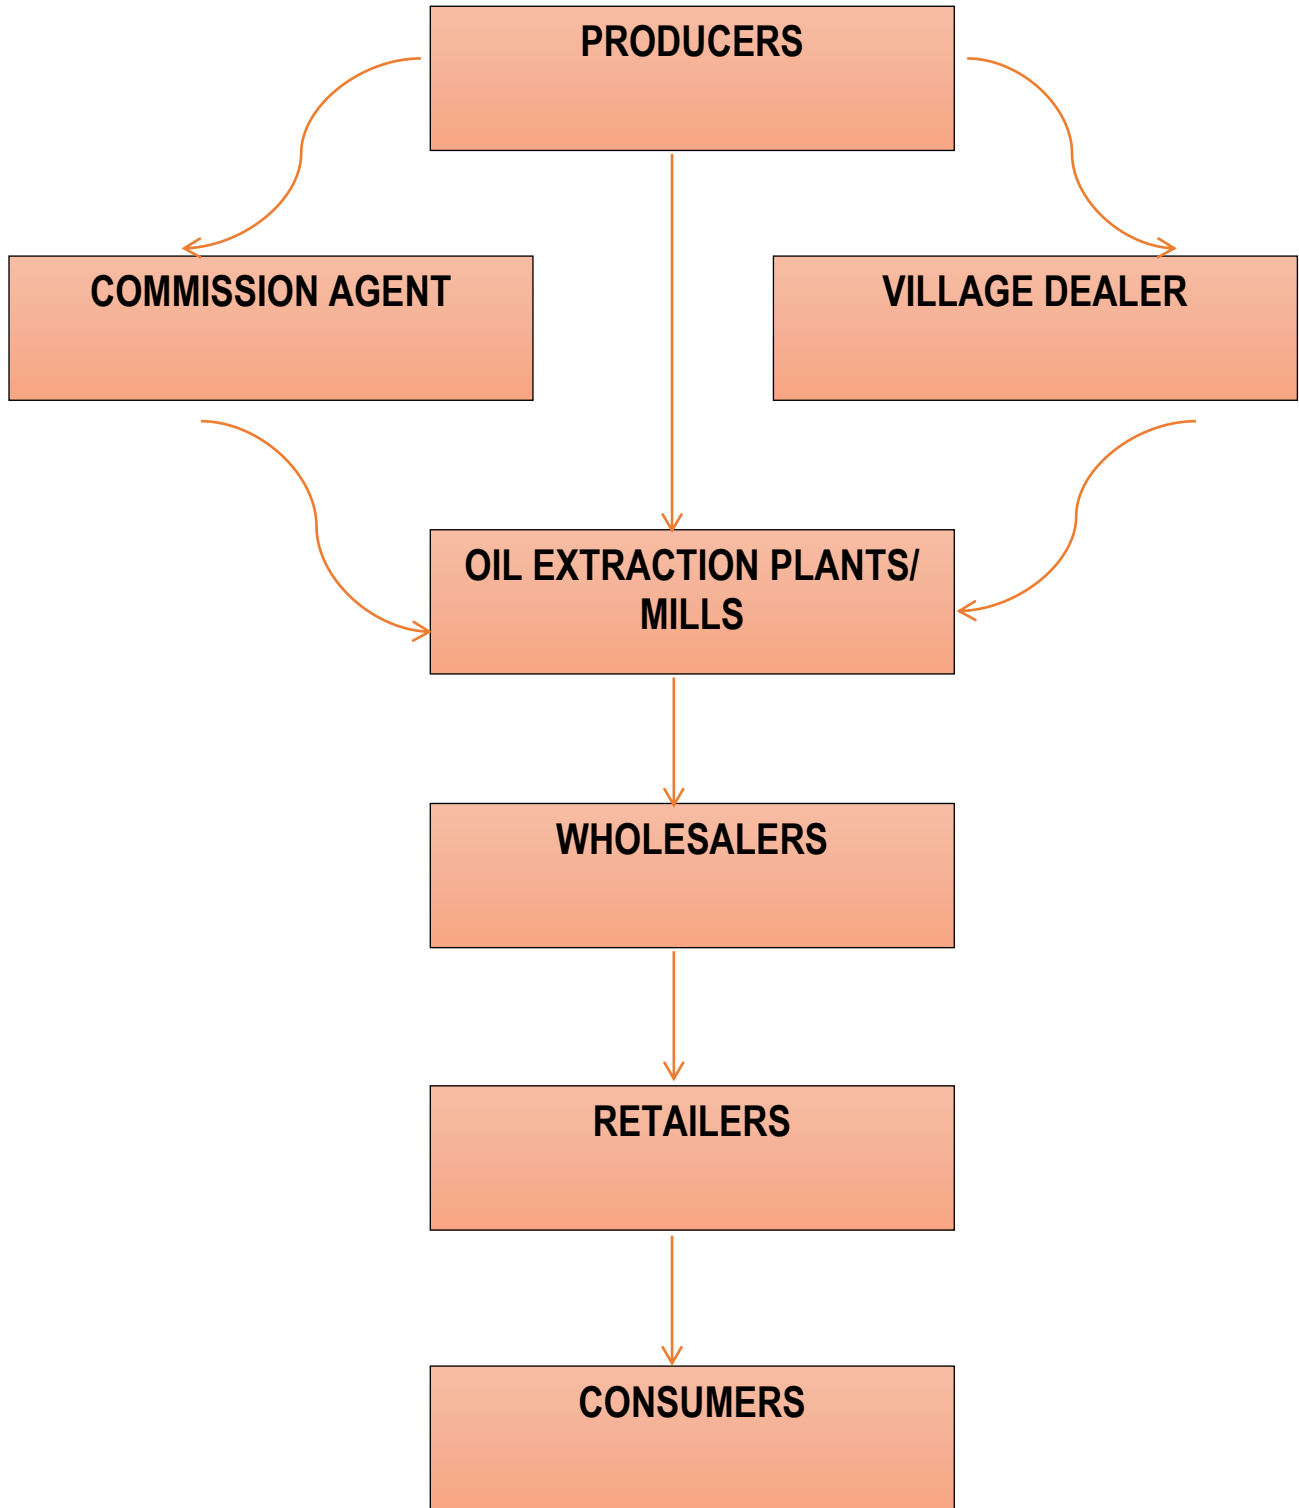 PRODUCERS
COMMISSION AGENT
VILLAGE DEALER
OIL EXTRACTION PLANTS/
MILLS
WHOLESALERS
RETAILERS
CONSUMERS